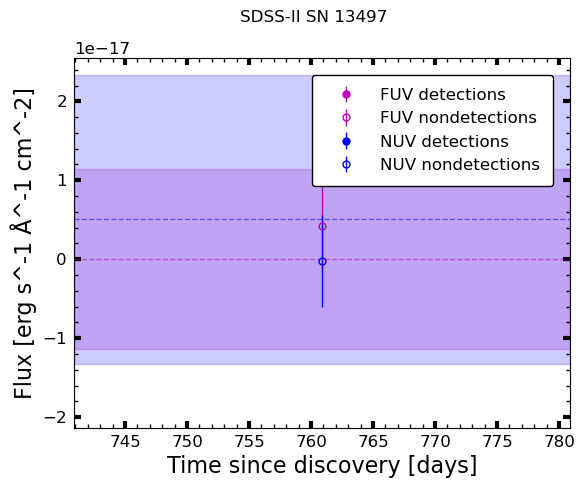 SDSS-II SN 13497
1e−17
FUV detections
FUV nondetections
NUV detections
NUV nondetections
2
1
0
−1
−2
Flux [erg s^-1 Å^-1 cm^-2]
745 750 755 760 765 770 775 780
Time since discovery [days]